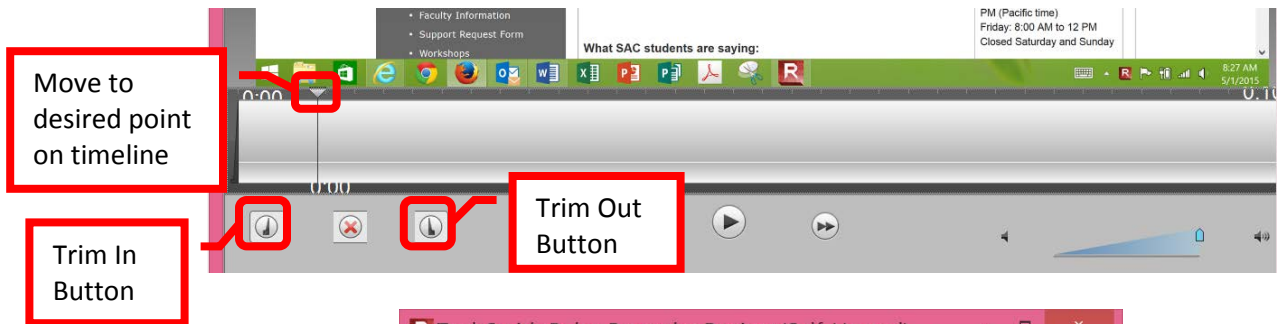 • Faculty Information
• Support Request Form
• Workshops
What SAC students are saying:
PM (Pacific time)
Friday: 8:00 AM to 12 PM
Closed Saturday and Sunday
8:27 AM
5/1/2015
Move to
desired point
on timeline
0:00
0:00
Trim In
Button
Trim Out
Button